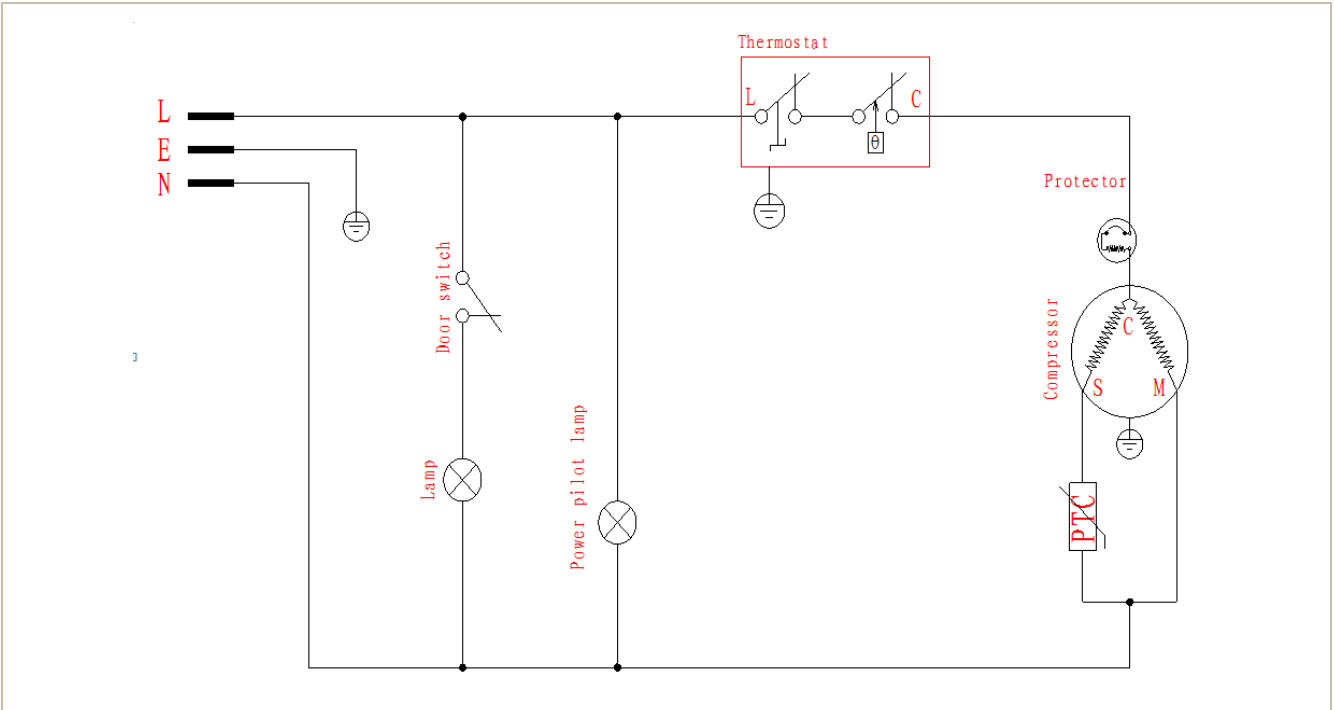 Thermostat
L
C
L
E
N
θ
Protector
Door switch
Compressor
C
S
M
Lamp
Power pilot lamp
PTC